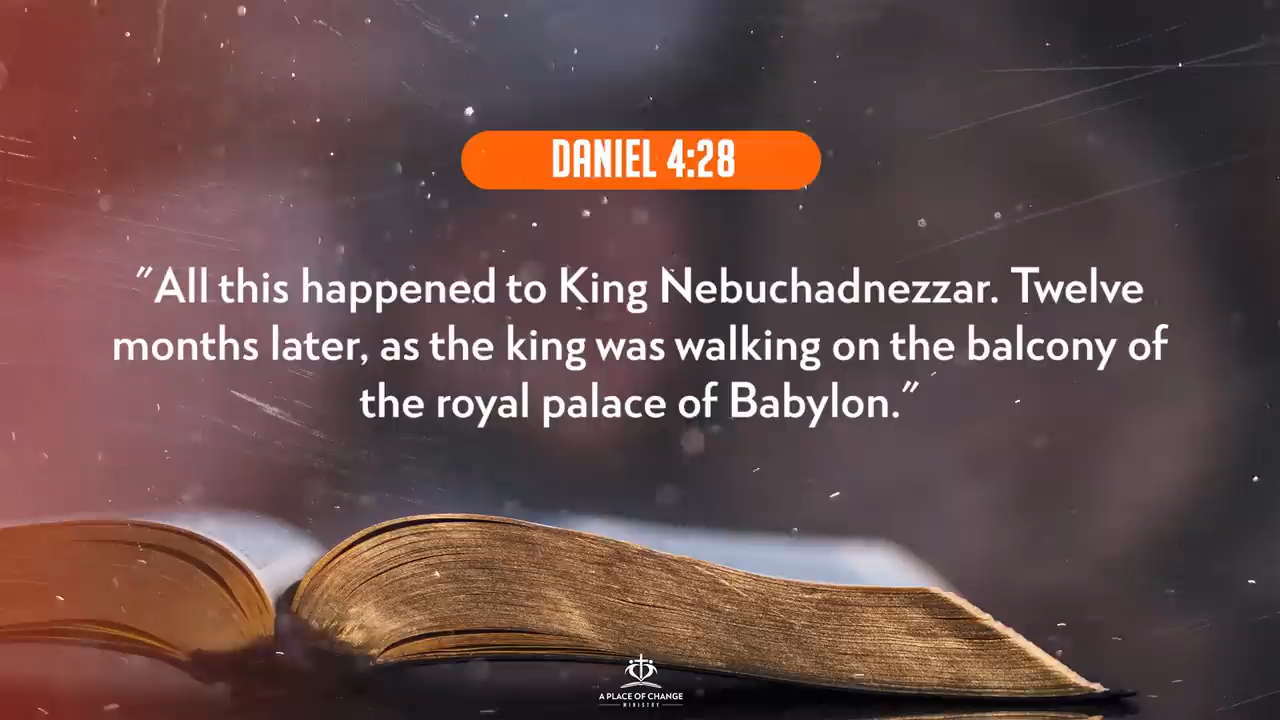 DANIEL 4:28
"All this happened to King Nebuchadnezzar. Twelve
months later, as the king was walking on the balcony of
the royal palace of Babylon."
A PLACE OF CHANGE
MINISTRY